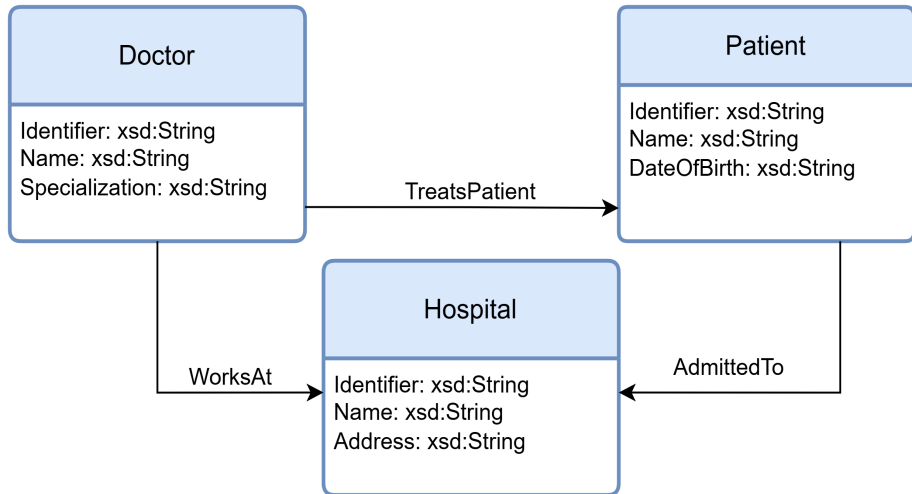 Doctor
Identifier: xsd:String
Name: xsd:String
Specialization: xsd:String
TreatsPatient
Patient
Identifier: xsd:String
Name: xsd:String
DateOfBirth: xsd:String
WorksAt
Hospital
Identifier: xsd:String
Name: xsd:String
Address: xsd:String
AdmittedTo